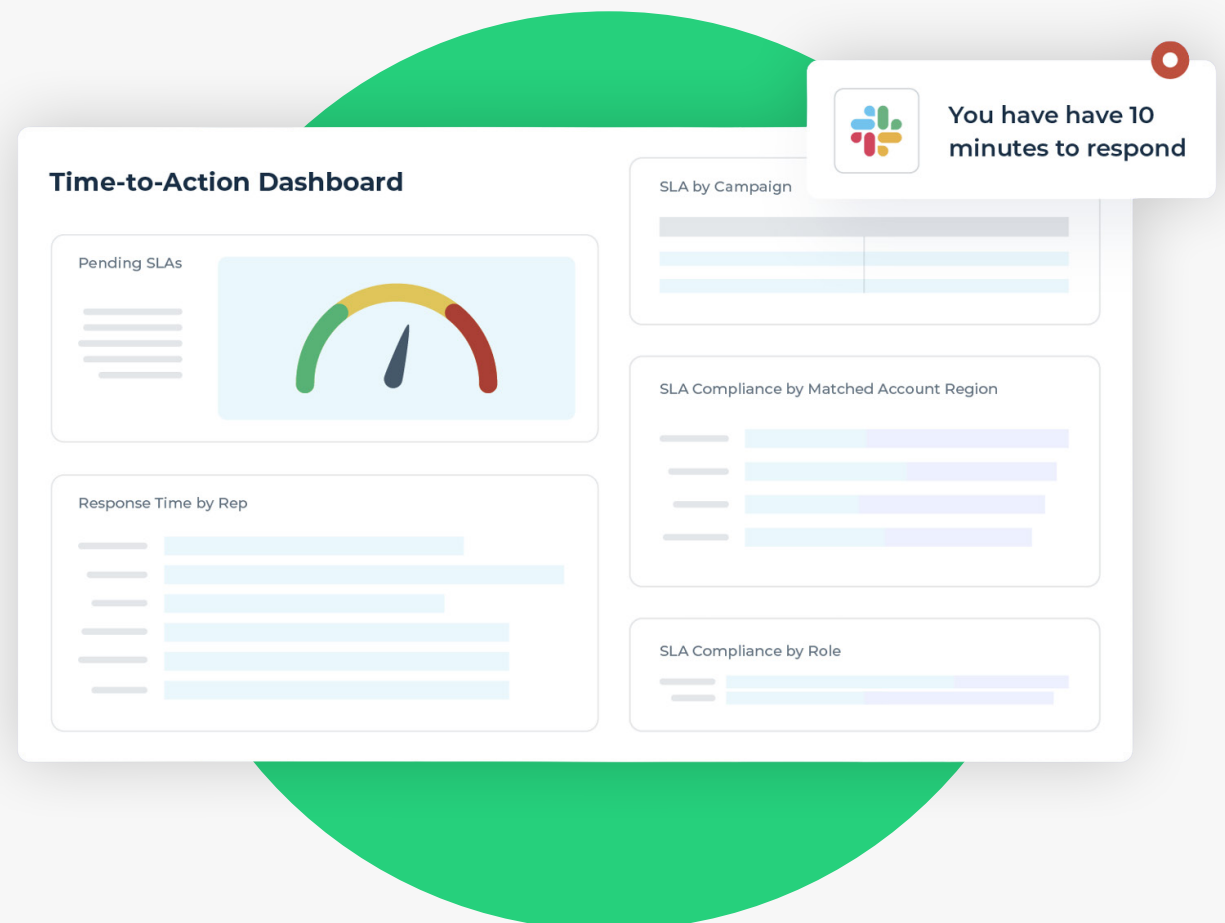 Time-to-Action Dashboard
Pending SLAs
Response Time by Rep
SLA by Campaign
SLA Compliance by Matched Account Region
SLA Compliance by Role
You have have 10
minutes to respond